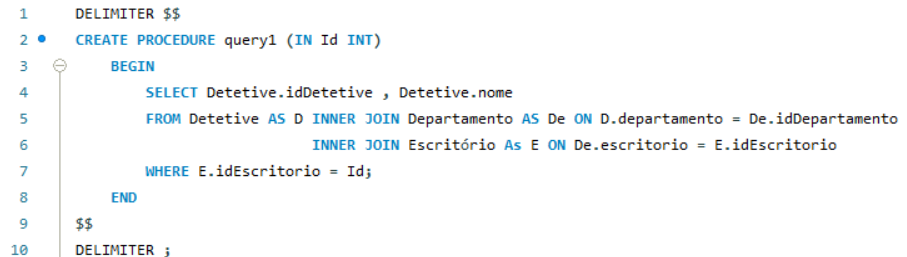 1 DELIMITER $$
2 CREATE PROCEDURE query1 (IN Id INT)
3 BEGIN
4 SELECT Detetive.idDetetive , Detetive.nome
5 FROM Detetive AS D INNER JOIN Departamento AS De ON D.departamento = De.idDepartamento
6 INNER JOIN Escritório As E ON De.escritorio = E.idEscritorio
7 WHERE E.idEscritorio = Id;
8 END
9 $$
10 DELIMITER ;